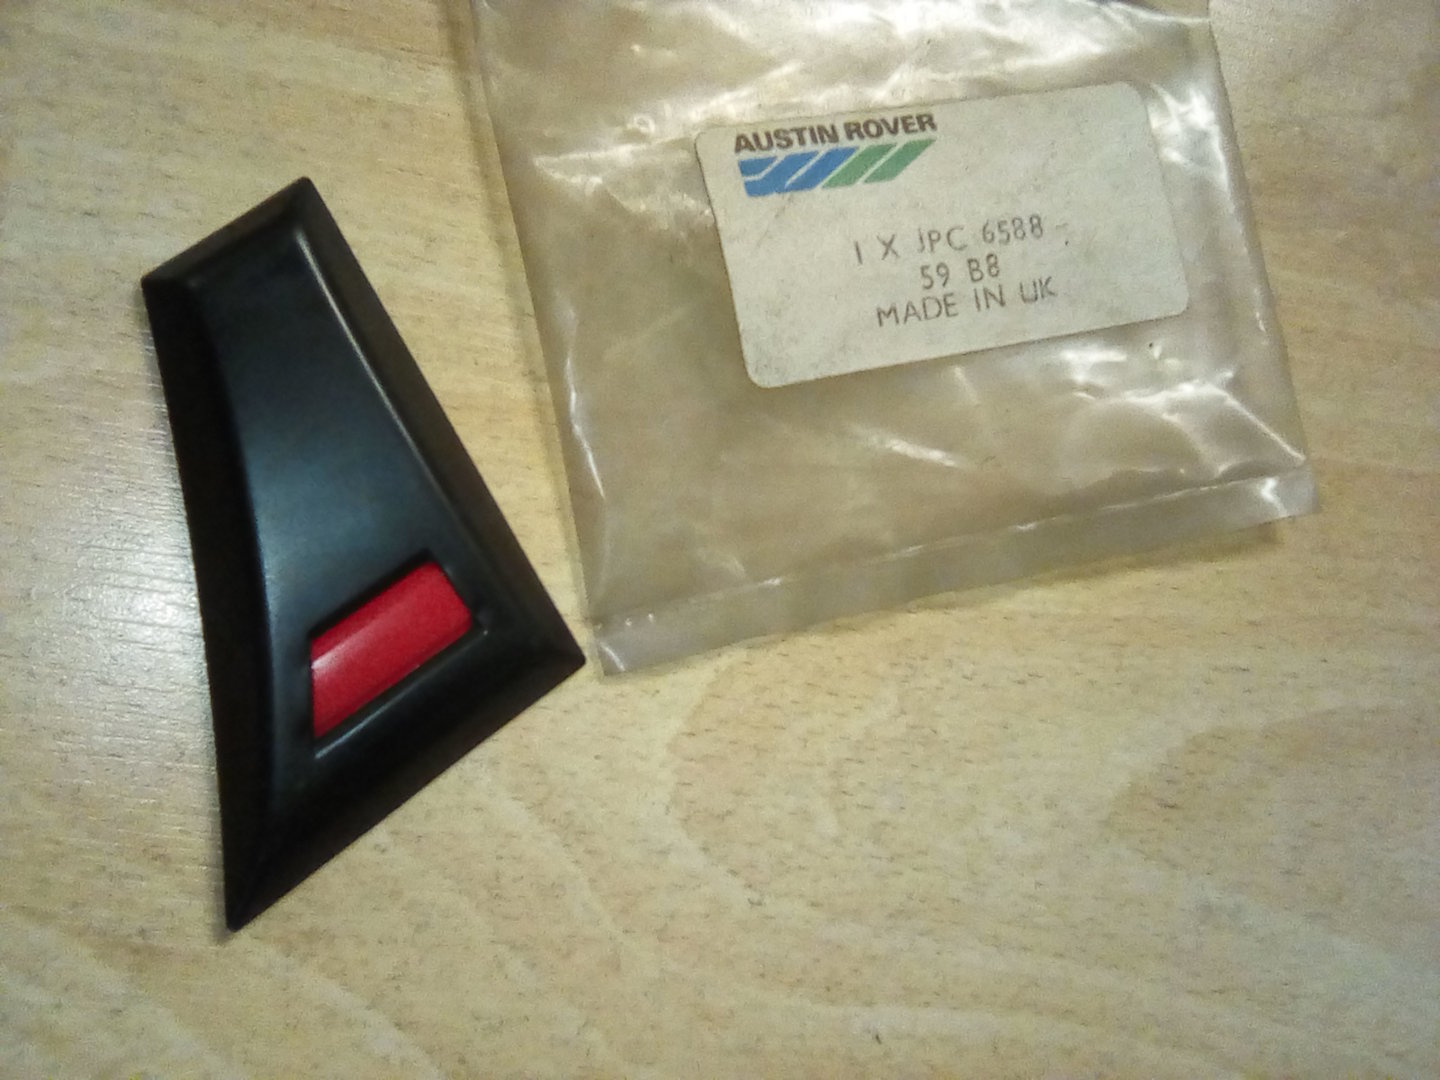 AUSTIN ROVER
1 X JPC 6588
59 B8
MADE IN UK